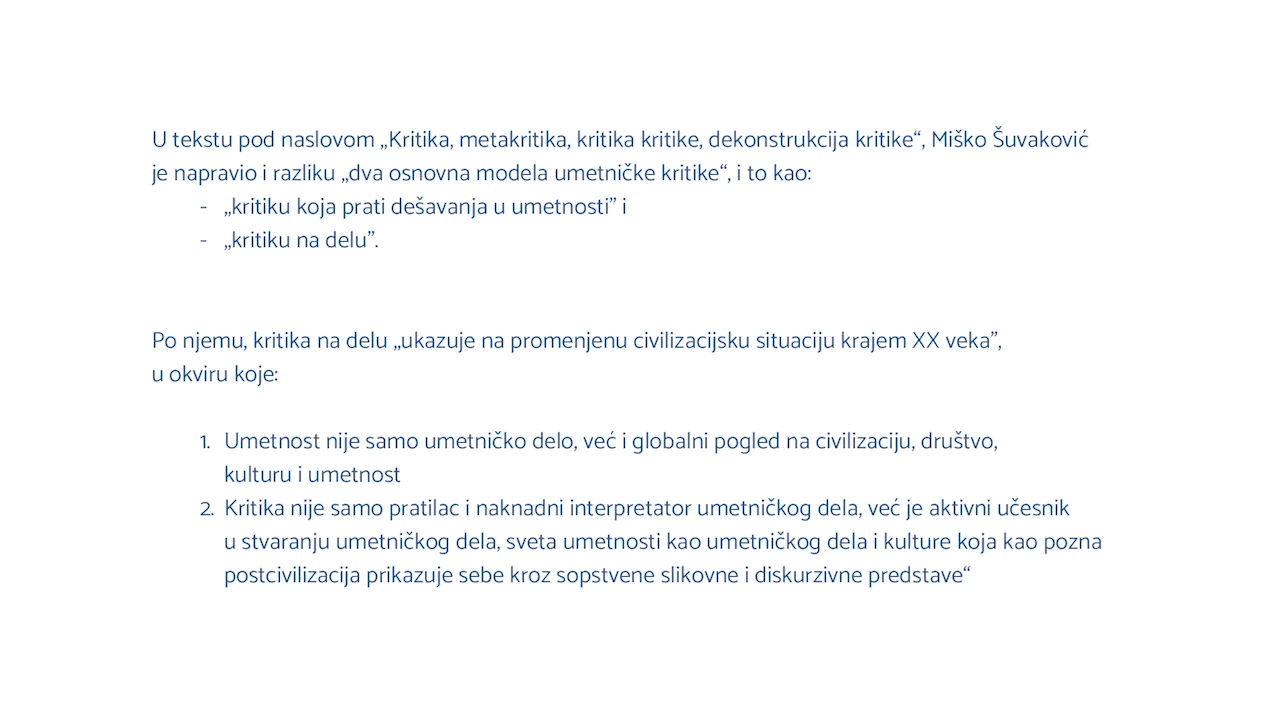 U tekstu pod naslovom „Kritika, metakritika, kritika kritike, dekonstrukcija kritike“, Miško Šuvaković
je napravio i razliku „dva osnovna modela umetničke kritike“, i to kao:
- „kritiku koja prati dešavanja u umetnosti” i
- „kritiku na delu”.
Po njemu, kritika na delu „ukazuje na promenjenu civilizacijsku situaciju krajem XX veka”,
u okviru koje:
1. Umetnost nije samo umetničko delo, već i globalni pogled na civilizaciju, društvo,
kulturu i umetnost
2. Kritika nije samo pratilac i naknadni interpretator umetničkog dela, već je aktivni učesnik
u stvaranju umetničkog dela, sveta umetnosti kao umetničkog dela i kulture koja kao pozna
postcivilizacija prikazuje sebe kroz sopstvene slikovne i diskurzivne predstave“